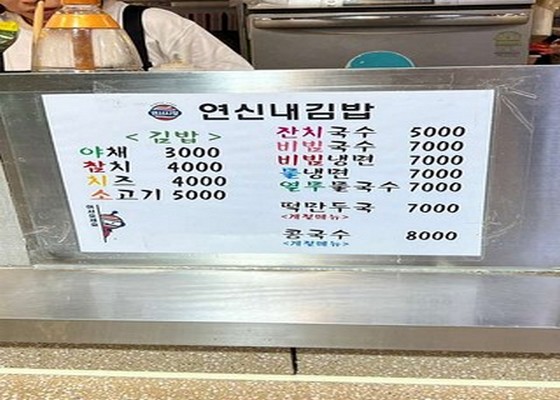 연신내김밥
< 김밥 >
야채 3000
참치 4000
치즈 4000
소고기 5000
잔치국수 5000
비빔국수 7000
비빔냉면 7000
물냉면 7000
열무물국수 7000
떡만두국 7000
<계절메뉴>
콩국수 8000
<계절메뉴>